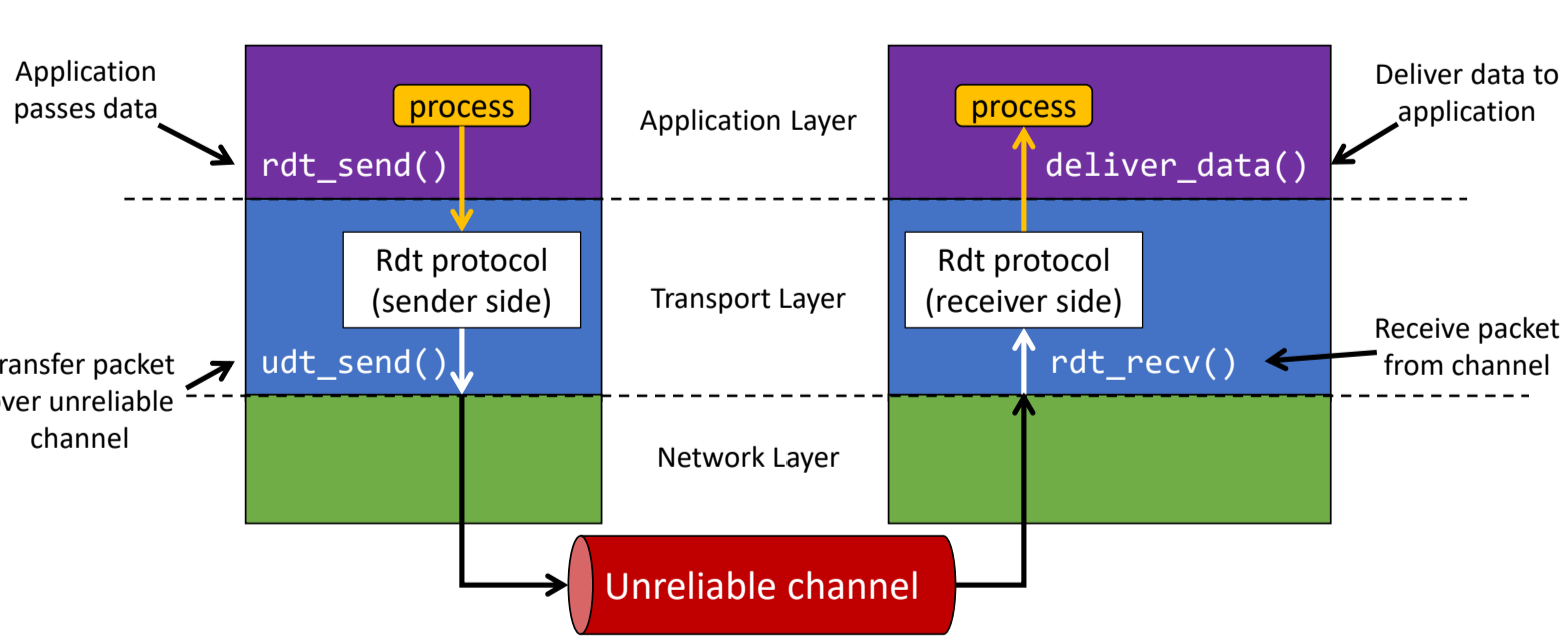 Application
passes data
process
rdt_send()
Application Layer
process
deliver_data()
Deliver data to
application
Rdt protocol
(sender side)
Transport Layer
Rdt protocol
(receiver side)
ransfer packet
over unreliable
channel
udt_send()
rdt_recv()
Receive packet
from channel
Network Layer
Unreliable channel